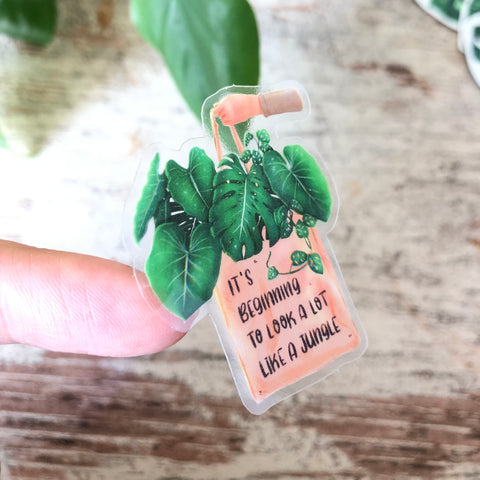 IT'S
BEGINNING
TO LOOK A LOT
LIKE A JUNGLE